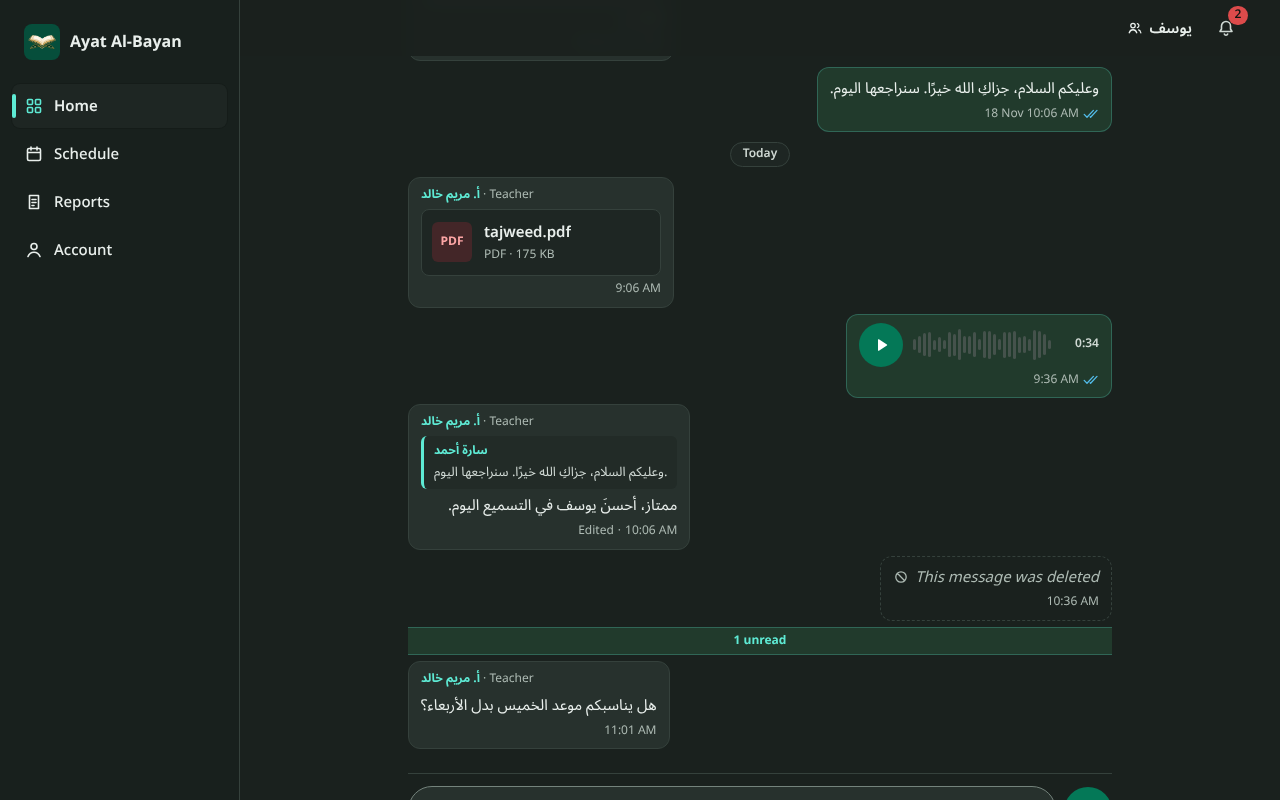 Ayat Al-Bayan
Home
Schedule
Reports
Account
يوسف
2
وعليكم السلام، جزاكِ الله خيرًا. سنراجعها اليوم.
18 Nov 10:06 AM
Today
أ. مريم خالد · Teacher
PDF
tajweed.pdf
PDF · 175 KB
9:06 AM
0:34
9:36 AM
أ. مريم خالد · Teacher
سارة أحمد
وعليكم السلام، جزاكِ الله خيرًا. سنراجعها اليوم.
ممتاز، أحسنَ يوسف في التسميع اليوم.
Edited · 10:06 AM
This message was deleted
10:36 AM
1 unread
أ. مريم خالد · Teacher
هل يناسبكم موعد الخميس بدل الأربعاء؟
11:01 AM